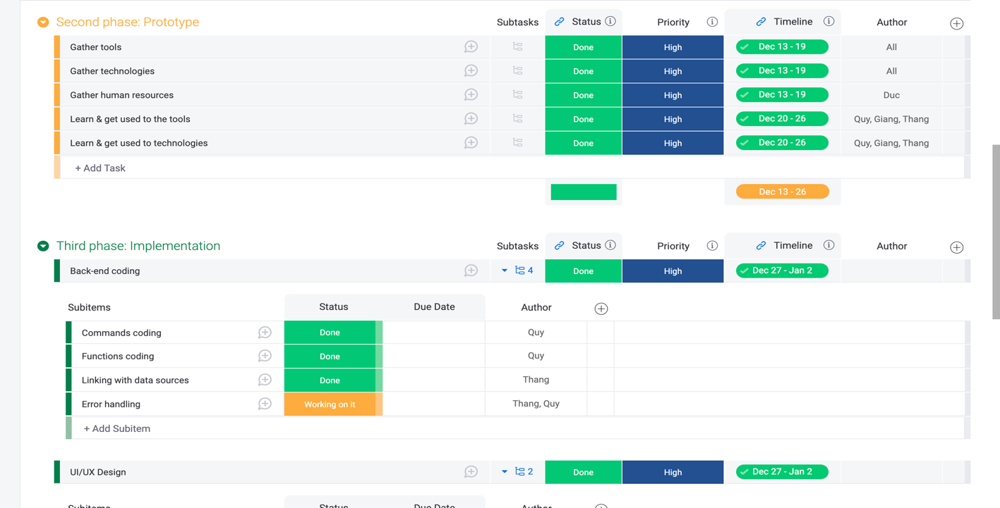 Second phase: Prototype Subtasks Status Priority Timeline Author
Gather tools Done High Dec 13 - 19 All
Gather technologies Done High Dec 13 - 19 All
Gather human resources Done High Dec 13 - 19 Duc
Learn & get used to the tools Done High Dec 20 - 26 Quy, Giang, Thang
Learn & get used to technologies Done High Dec 20 - 26 Quy, Giang, Thang
+ Add Task
Dec 13 - 26
Third phase: Implementation Subtasks Status Priority Timeline Author
Back-end coding 4 Done High Dec 27 - Jan 2
Subitems Status Due Date Author
Commands coding Done Quy
Functions coding Done Quy
Linking with data sources Done Thang
Error handling Working on it Thang, Quy
+ Add Subitem
UI/UX Design 2 Done High Dec 27 - Jan 2
Subitems Status Due Date Author